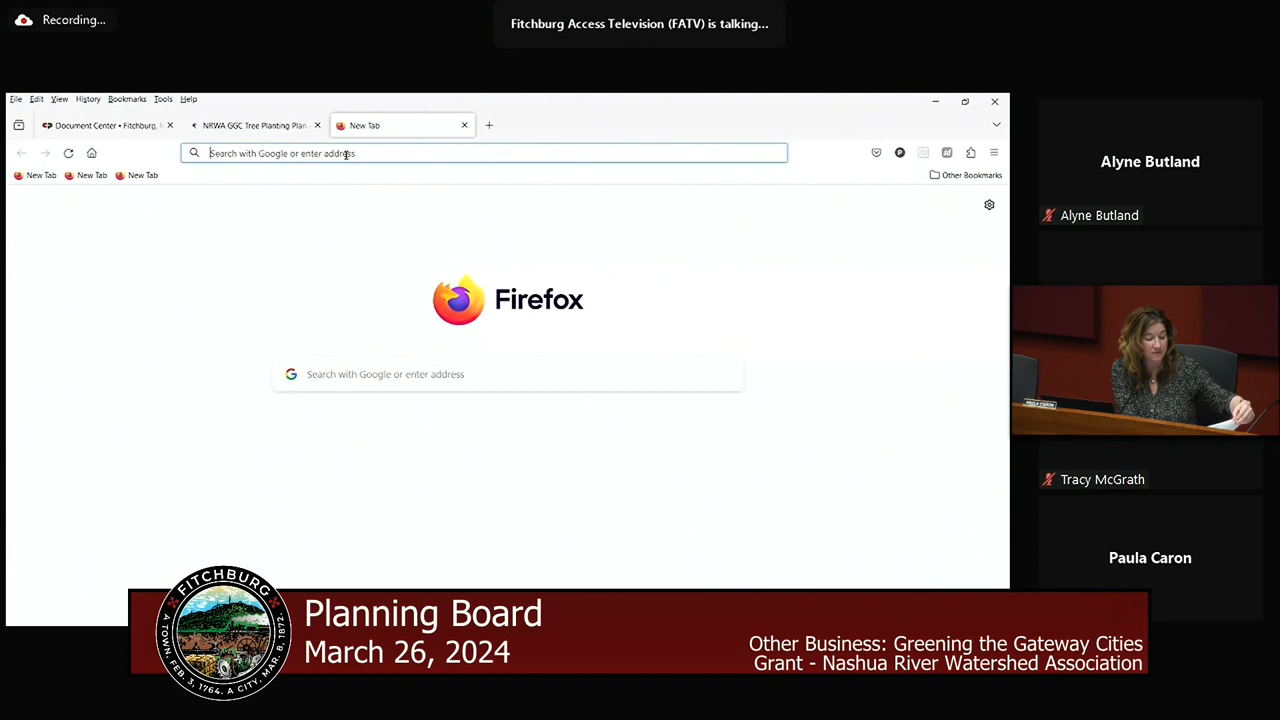 Recording...
Fitchburg Access Television (FATV) is talking...
File Edit View History Bookmarks Tools Help
Document Center • Fitchburg, M
NRWA GGC Tree Planting Plan
New Tab
Search with Google or enter address
New Tab New Tab New Tab
Other Bookmarks
Firefox
Search with Google or enter address
Alyne Butland
Alyne Butland
PAULA CARON
Tracy McGrath
Paula Caron
FITCHBURG
A TOWN, FEB. 3, 1764. A CITY, MAR. 8, 1872.
Planning Board
March 26, 2024
Other Business: Greening the Gateway Cities
Grant - Nashua River Watershed Association